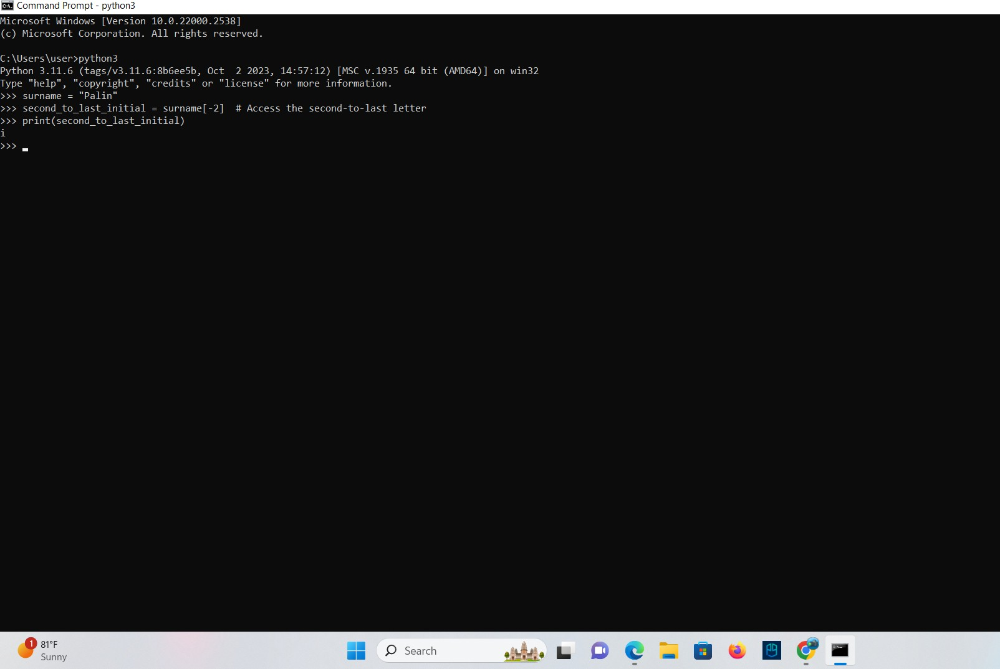 Command Prompt - python3
Microsoft Windows [Version 10.0.22000.2538]
(c) Microsoft Corporation. All rights reserved.
C:\Users\user>python3
Python 3.11.6 (tags/v3.11.6:8b6ee5b, Oct  2 2023, 14:57:12) [MSC v.1935 64 bit (AMD64)] on win32
Type "help", "copyright", "credits" or "license" for more information.
>>> surname = "Palin"
>>> second_to_last_initial = surname[-2]  # Access the second-to-last letter
>>> print(second_to_last_initial)
i
>>>
1
81°F
Sunny
Search